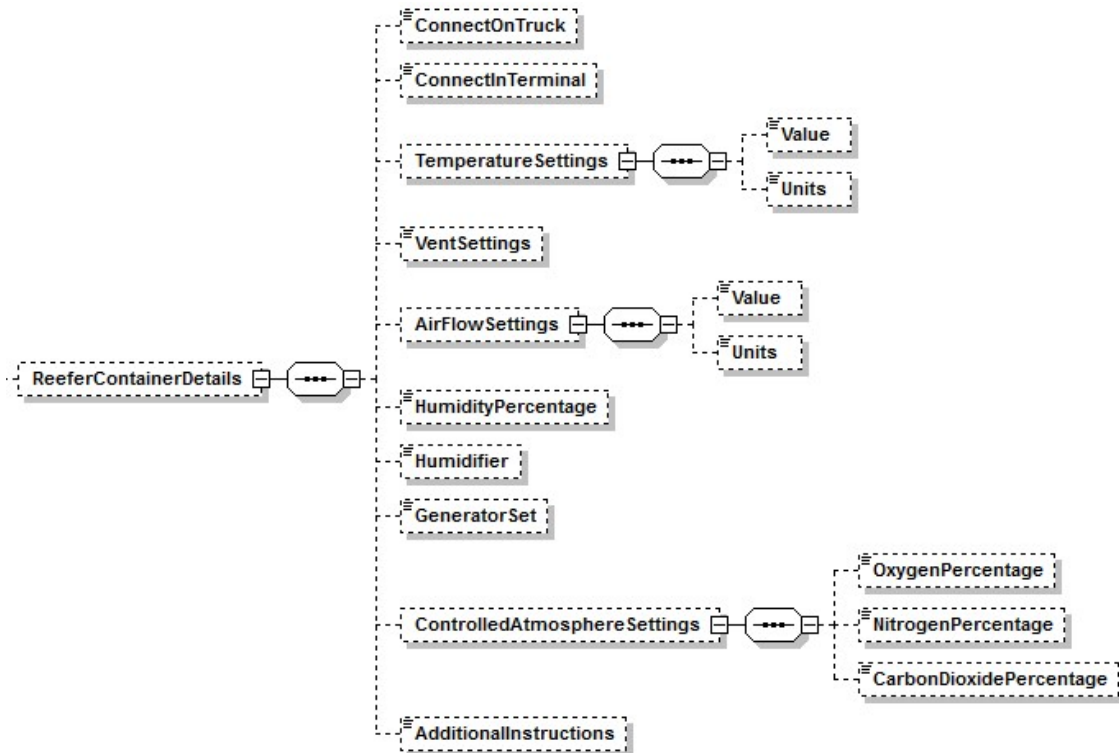 ConnectOnTruck
ConnectInTerminal
TemperatureSettings
Value
Units
VentSettings
AirFlowSettings
Value
Units
ReeferContainerDetails
HumidityPercentage
Humidifier
GeneratorSet
ControlledAtmosphereSettings
OxygenPercentage
NitrogenPercentage
CarbonDioxidePercentage
AdditionalInstructions